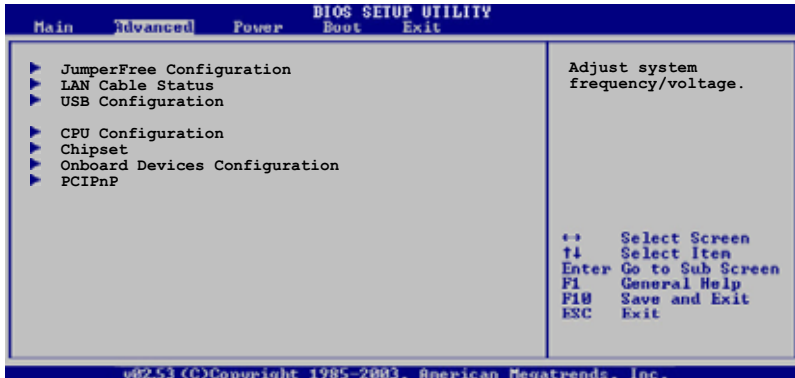 BIOS SETUP UTILITY
Main Advanced Power Boot Exit
JumperFree Configuration
LAN Cable Status
USB Configuration
CPU Configuration
Chipset
Onboard Devices Configuration
PCIPnP
Adjust system
frequency/voltage.
↔ Select Screen
↑↓ Select Item
Enter Go to Sub Screen
F1 General Help
F10 Save and Exit
ESC Exit
v02.53 (C)Copyright 1985-2003, American Megatrends, Inc.